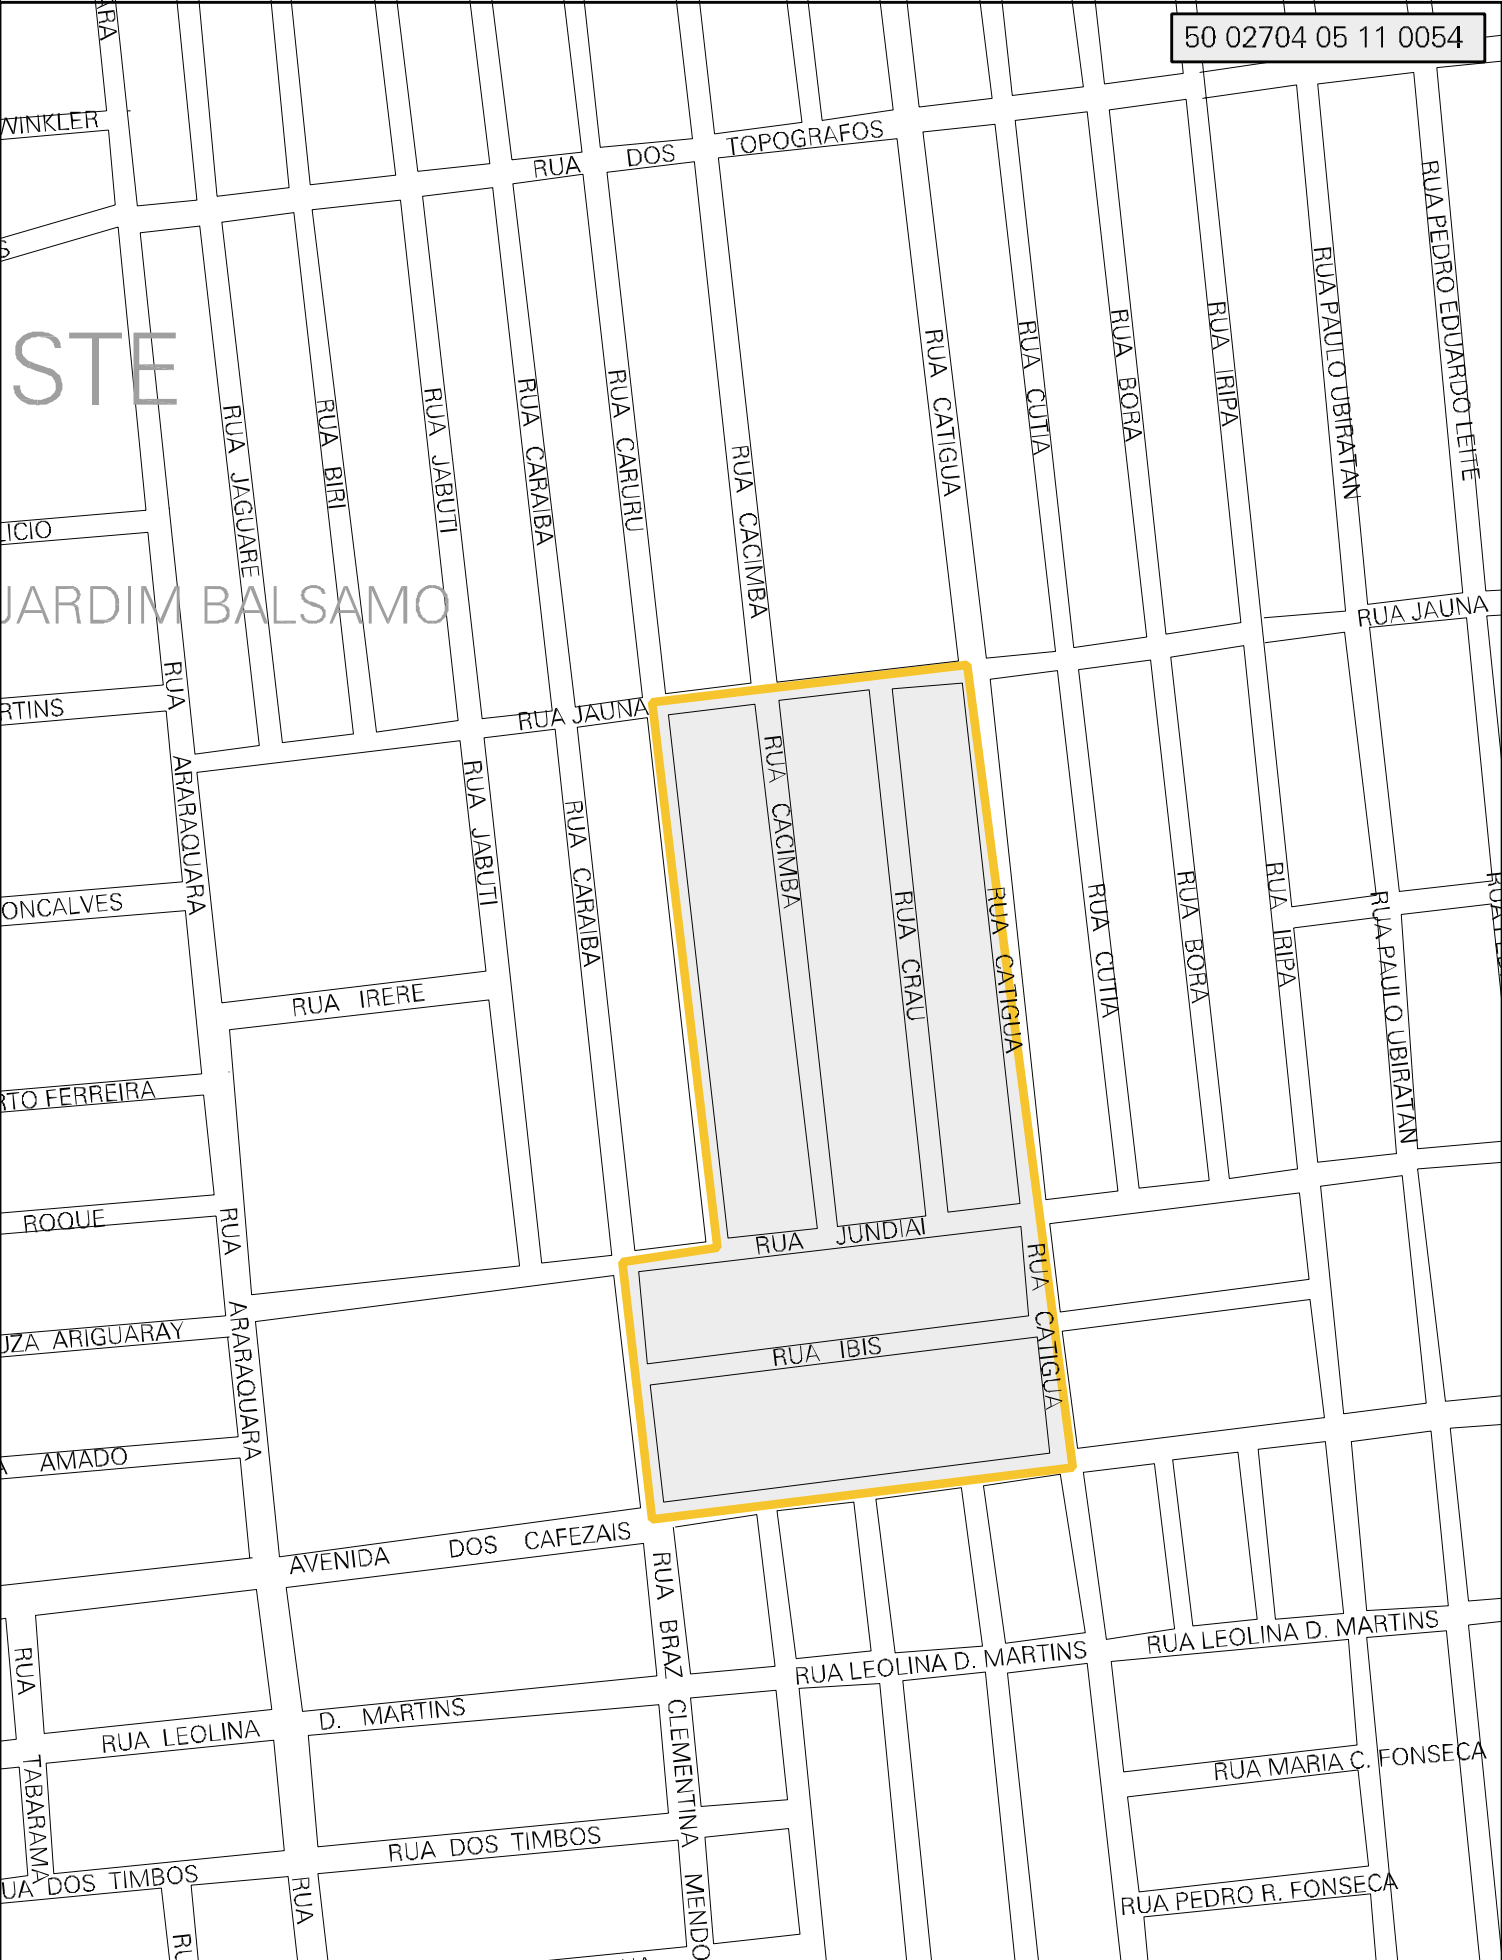 50 02704 05 11 0054
WINKLER
RUA DOS TOPOGRAFOS
RUA PEDRO EDUARDO LEITE
RUA PAULO UBIRATAN
RUA IRIPA
RUA BORA
RUA CUTIA
RUA CATIGUA
STE
RUA JAGUARE
RUA BIRI
RUA JABUTI
RUA CARAIBA
RUA CARURU
RUA CACIMBA
LICIO
JARDIM BALSAMO
RUA JAUNA
RTINS
RUA JAUNA
RUA ARARAQUARA
RUA JABUTI
RUA CARAIBA
RUA CACIMBA
RUA CRAU
RUA CATIGUA
RUA CUTIA
RUA BORA
RUA IRIPA
RUA PAULO UBIRATAN
ONCALVES
RUA IRERE
RTO FERREIRA
ROQUE
RUA JUNDIAI
RUA ARARAQUARA
UZA ARIGUARAY
RUA IBIS
RUA CATIGUA
AMADO
AVENIDA DOS CAFEZAIS
RUA BRAZ CLEMENTINA MENDO
RUA LEOLINA D. MARTINS
RUA LEOLINA D. MARTINS
RUA TABARAMA
RUA LEOLINA D. MARTINS
RUA MARIA C. FONSECA
RUA DOS TIMBOS
UA DOS TIMBOS
RUA
RUA PEDRO R. FONSECA
RU